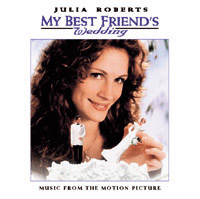 JULIA ROBERTS
MY BEST FRIEND'S
Wedding
MUSIC FROM THE MOTION PICTURE